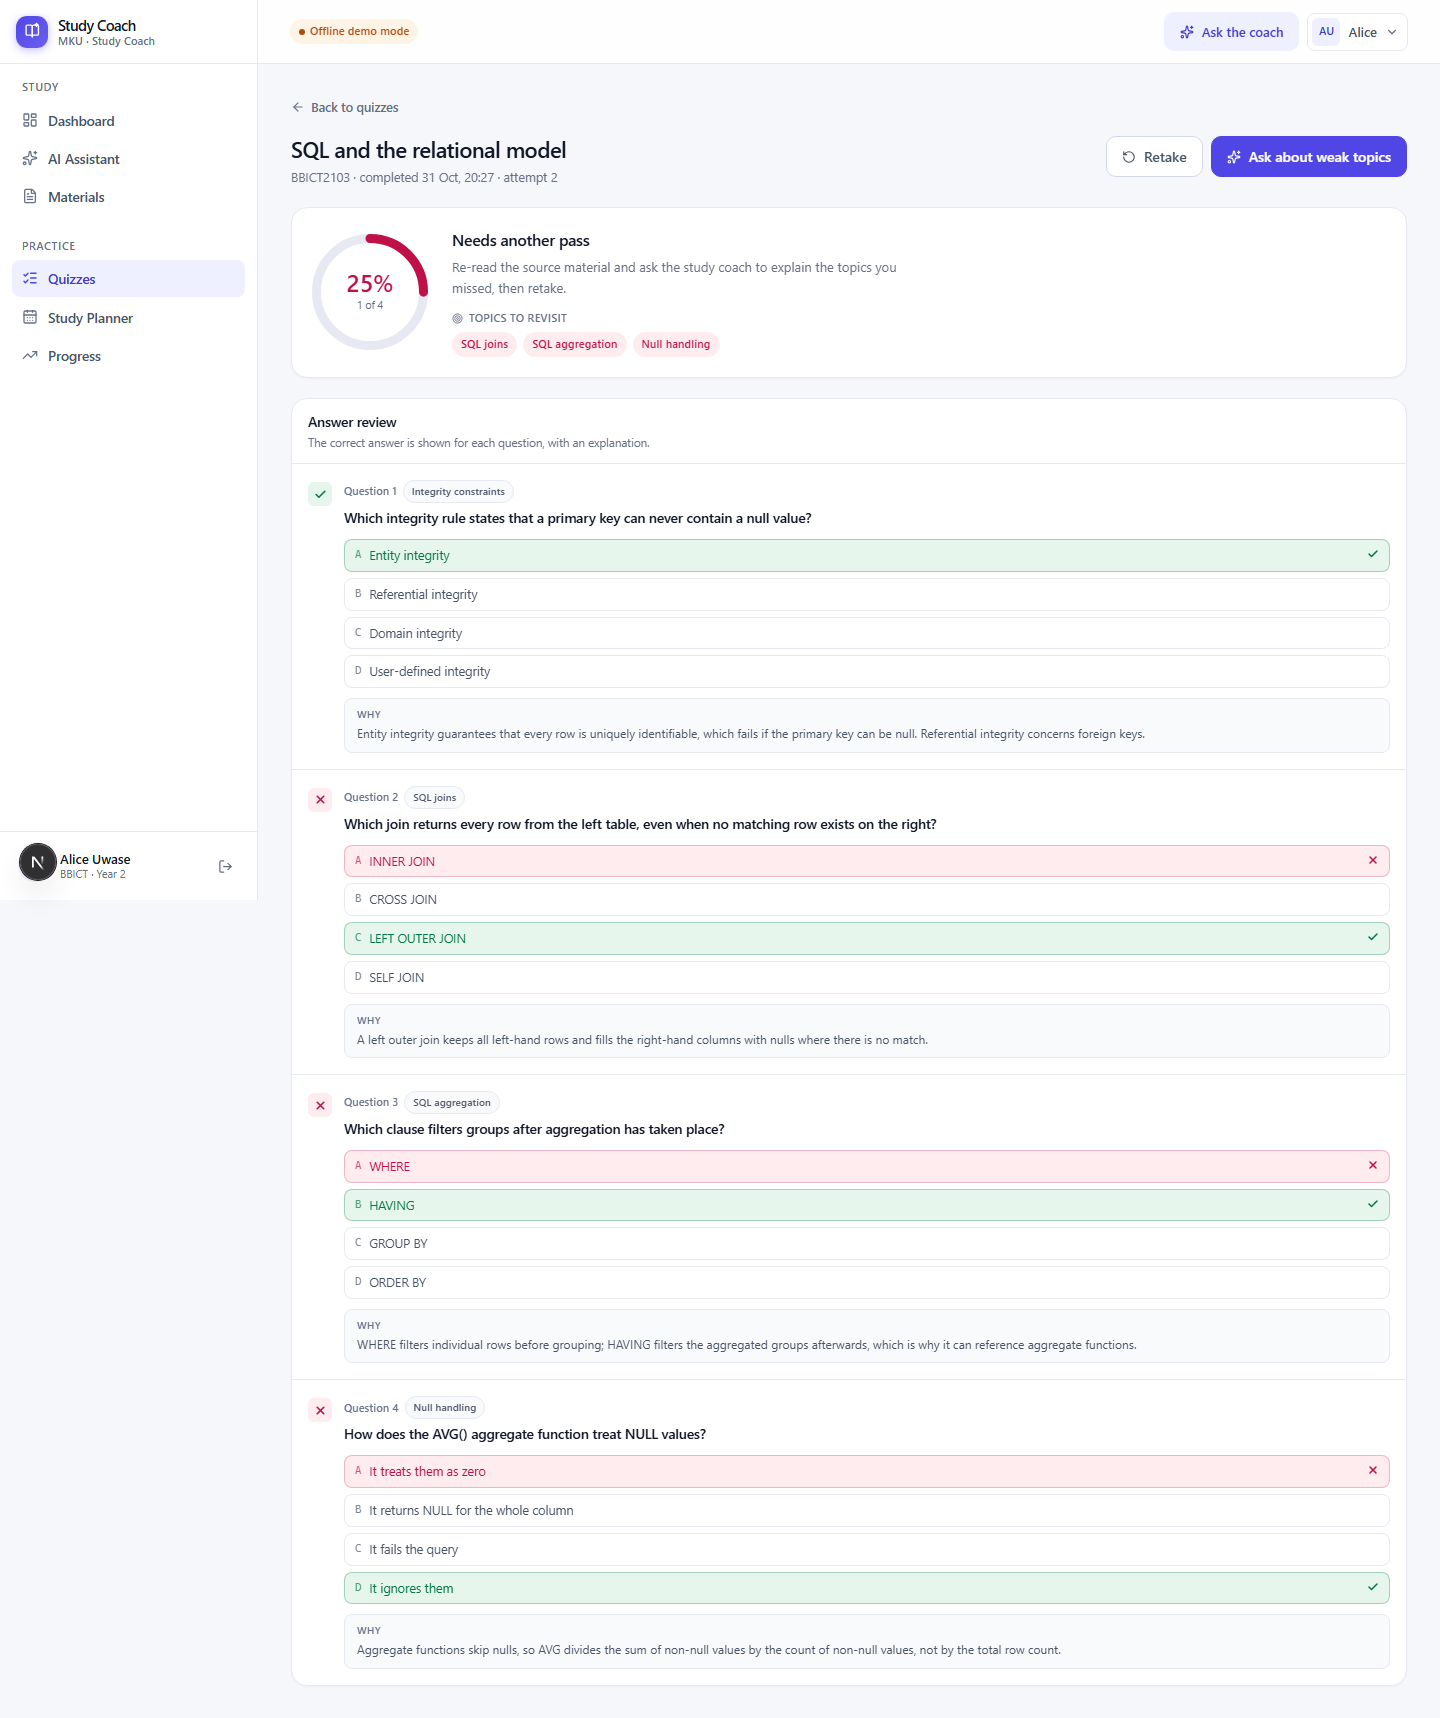 Study Coach
MKU · Study Coach
Offline demo mode
Ask the coach
AU
Alice
STUDY
Dashboard
AI Assistant
Materials
PRACTICE
Quizzes
Study Planner
Progress
N
Alice Uwase
BBICT · Year 2
Back to quizzes
SQL and the relational model
BBICT2103 · completed 31 Oct, 20:27 · attempt 2
Retake
Ask about weak topics
25%
1 of 4
Needs another pass
Re-read the source material and ask the study coach to explain the topics you
missed, then retake.
TOPICS TO REVISIT
SQL joins
SQL aggregation
Null handling
Answer review
The correct answer is shown for each question, with an explanation.
Question 1 Integrity constraints
Which integrity rule states that a primary key can never contain a null value?
A Entity integrity
B Referential integrity
C Domain integrity
D User-defined integrity
WHY
Entity integrity guarantees that every row is uniquely identifiable, which fails if the primary key can be null. Referential integrity concerns foreign keys.
Question 2 SQL joins
Which join returns every row from the left table, even when no matching row exists on the right?
A INNER JOIN
B CROSS JOIN
C LEFT OUTER JOIN
D SELF JOIN
WHY
A left outer join keeps all left-hand rows and fills the right-hand columns with nulls where there is no match.
Question 3 SQL aggregation
Which clause filters groups after aggregation has taken place?
A WHERE
B HAVING
C GROUP BY
D ORDER BY
WHY
WHERE filters individual rows before grouping; HAVING filters the aggregated groups afterwards, which is why it can reference aggregate functions.
Question 4 Null handling
How does the AVG() aggregate function treat NULL values?
A It treats them as zero
B It returns NULL for the whole column
C It fails the query
D It ignores them
WHY
Aggregate functions skip nulls, so AVG divides the sum of non-null values by the count of non-null values, not by the total row count.